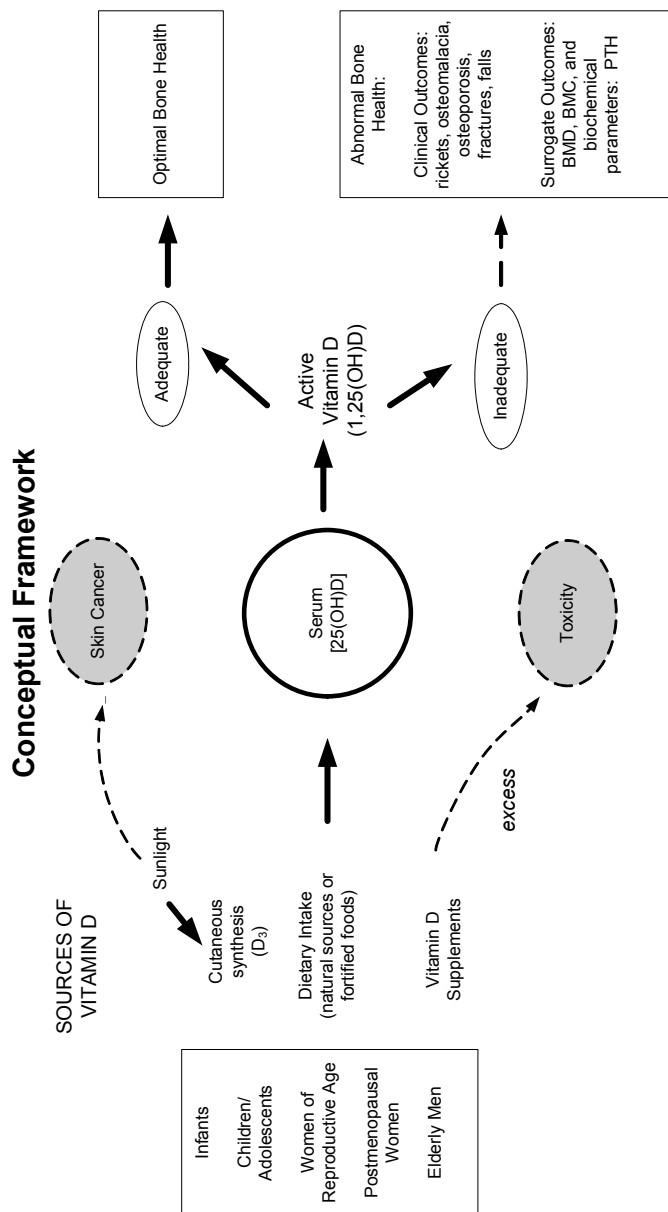 Conceptual Framework
SOURCES OF
VITAMIN D
Infants
Children/
Adolescents
Women of
Reproductive Age
Postmenopausal
Women
Elderly Men
Sunlight
Cutaneous
synthesis
(D₃)
Dietary Intake
(natural sources or
fortified foods)
Vitamin D
Supplements
excess
Skin Cancer
Serum
[25(OH)D]
Toxicity
Active
Vitamin D
(1,25(OH)D)
Adequate
Inadequate
Optimal Bone Health
Abnormal Bone
Health:
Clinical Outcomes:
rickets, osteomalacia,
osteoporosis,
fractures, falls
Surrogate Outcomes:
BMD, BMC, and
biochemical
parameters: PTH